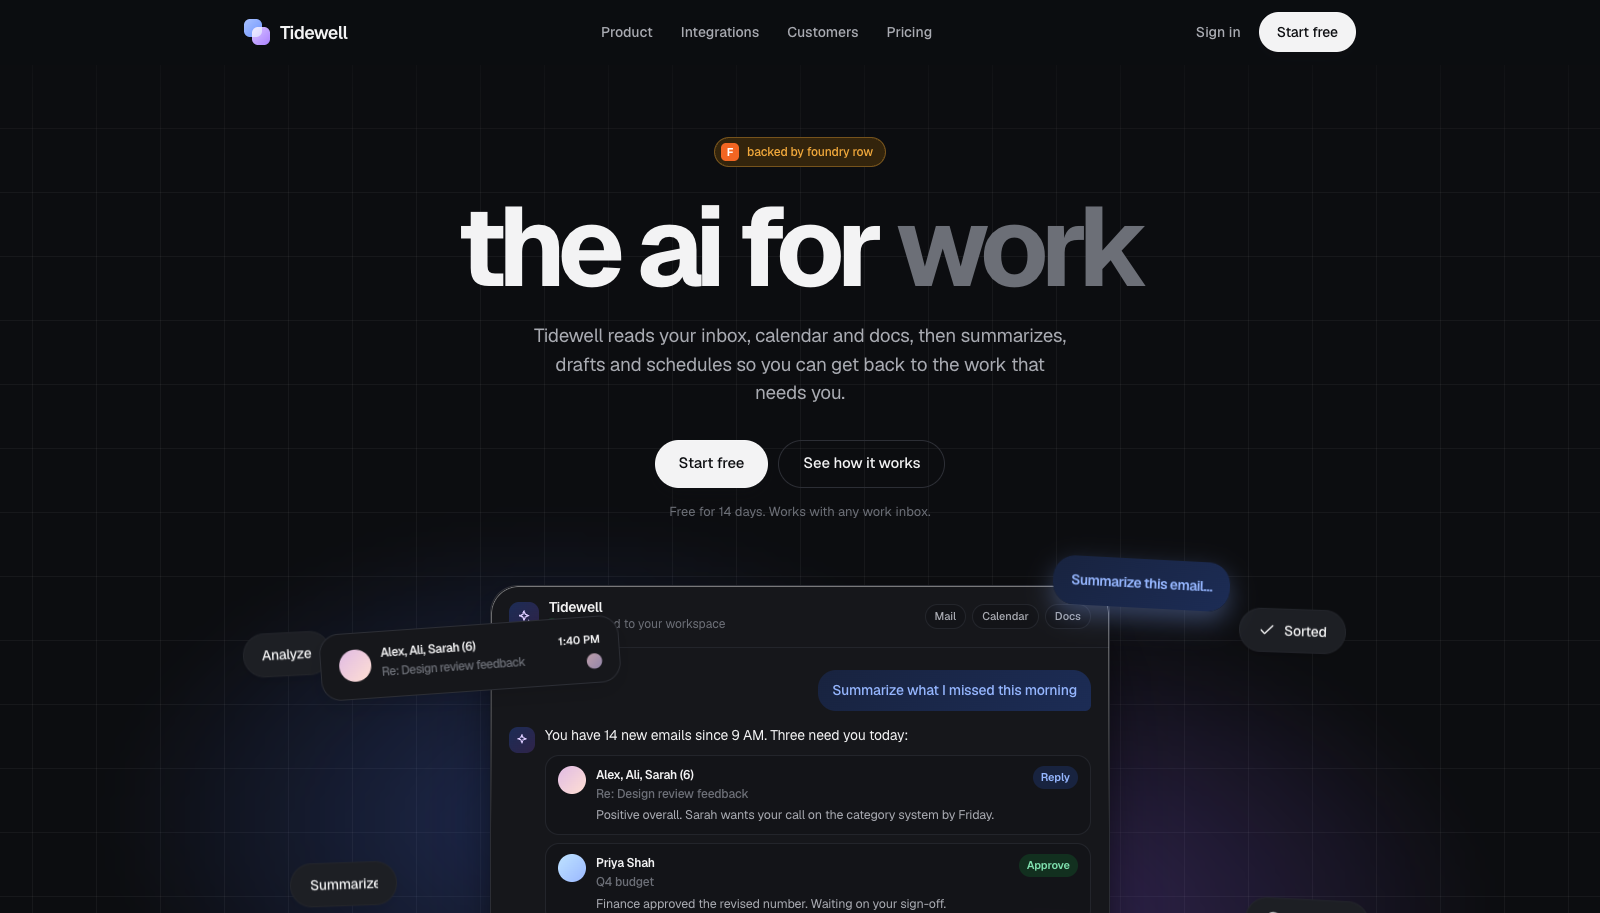 Tidewell
Product
Integrations
Customers
Pricing
Sign in
Start free
F
backed by foundry row
the ai for work
Tidewell reads your inbox, calendar and docs, then summarizes,
drafts and schedules so you can get back to the work that
needs you.
Start free
See how it works
Free for 14 days. Works with any work inbox.
Summarize this email...
Tidewell
d to your workspace
Mail
Calendar
Docs
Sorted
Analyze
Alex, Ali, Sarah (6)
1:40 PM
Re: Design review feedback
Summarize what I missed this morning
You have 14 new emails since 9 AM. Three need you today:
Alex, Ali, Sarah (6)
Reply
Re: Design review feedback
Positive overall. Sarah wants your call on the category system by Friday.
Priya Shah
Approve
Q4 budget
Finance approved the revised number. Waiting on your sign-off.
Summarize